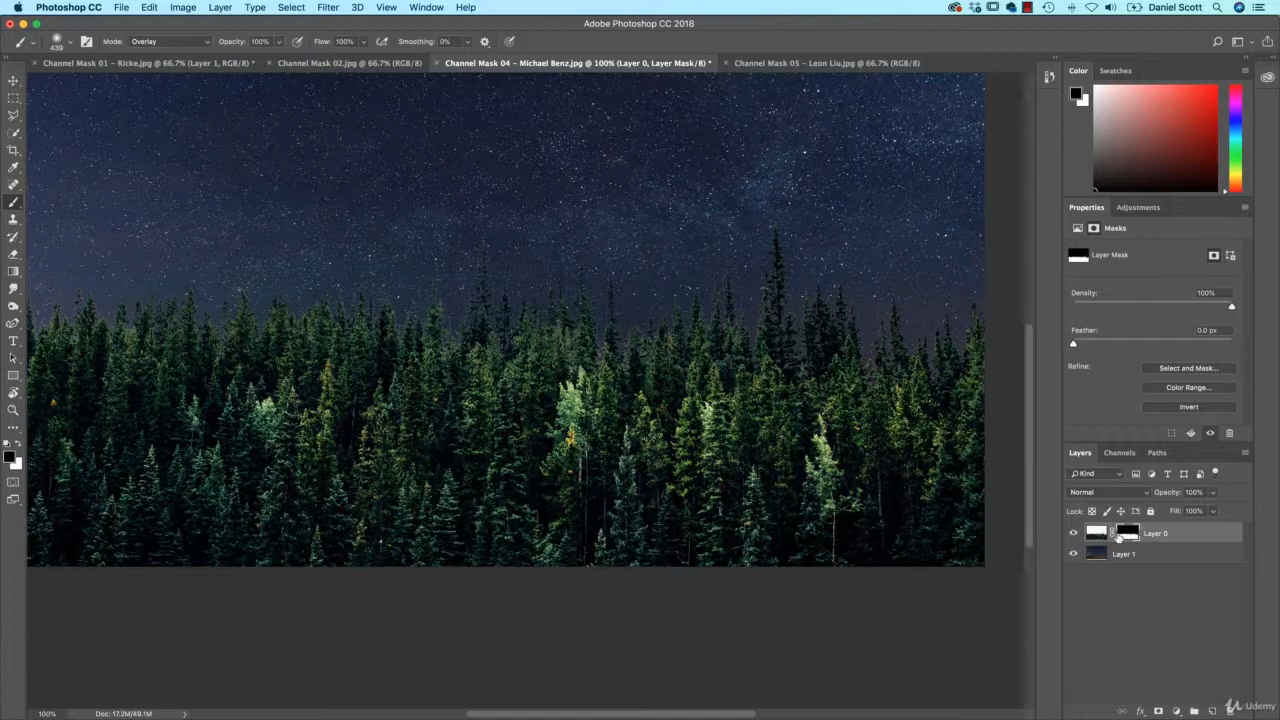 Photoshop CC File Edit Image Layer Type Select Filter 3D View Window Help Daniel Scott
Adobe Photoshop CC 2018
439 Mode: Overlay Opacity: 100% Flow: 100% Smoothing: 0%
Channel Mask 01 - Ricke.jpg @ 66.7% (Layer 1, RGB/8) * Channel Mask 02.jpg @ 66.7% (RGB/8) Channel Mask 04 - Michael Benz.jpg @ 100% (Layer 0, Layer Mask/8) * Channel Mask 05 - Leon Liu.jpg @ 66.7% (RGB/8)
Color Swatches
Properties Adjustments
Masks
Layer Mask
Density: 100%
Feather: 0.0 px
Refine: Select and Mask...
Color Range...
Invert
Layers Channels Paths
Kind
Normal Opacity: 100%
Lock: Fill: 100%
Layer 0
Layer 1
100% Doc: 17.2M/49.1M
Udemy